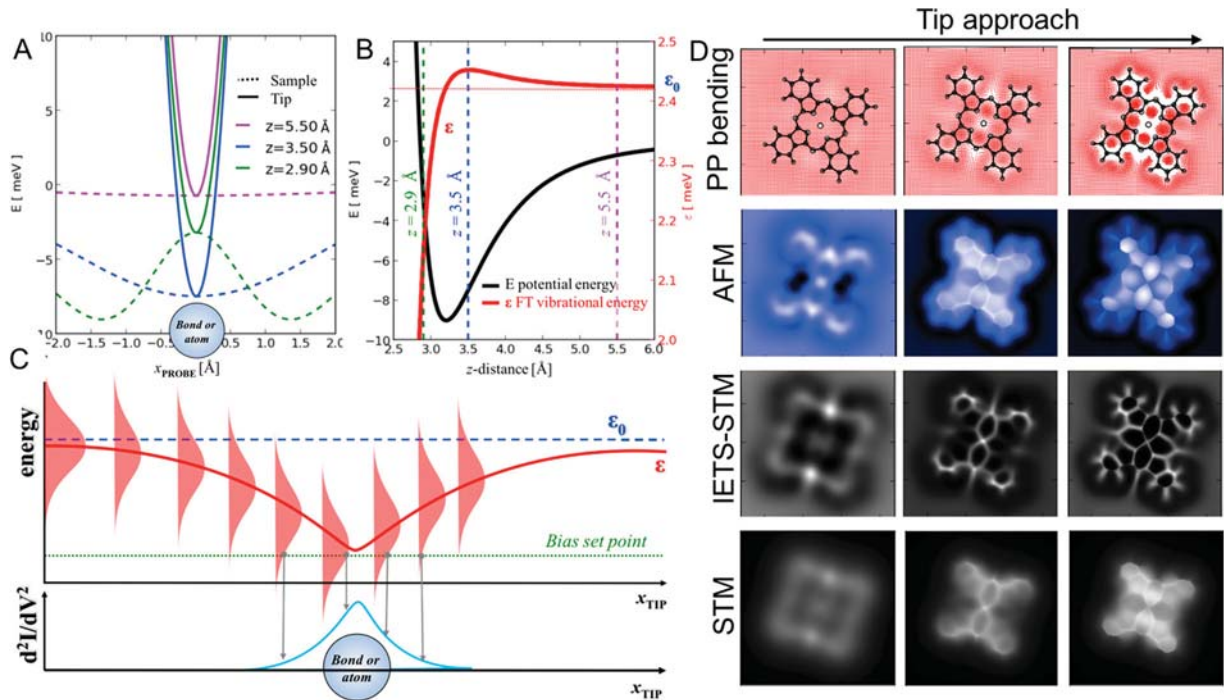 A
E [ meV ]
10
5
0
−5
-10
Sample
Tip
z=5.50 Å
z=3.50 Å
z=2.90 Å
Bond or
atom
-2.0 -1.5 -1.0 -0.5 0.0 0.5 1.0 1.5 2.0
xPROBE [Å]
B
E [ meV ]
4
2
0
−2
−4
−6
−8
−10
ε
ε0
z = 2.9 Å
z = 3.5 Å
z = 5.5 Å
E potential energy
ε FT vibrational energy
2.5 3.0 3.5 4.0 4.5 5.0 5.5 6.0
z-distance [Å]
2.5
2.4
2.3
2.2
2.1
2.0
ε [ meV ]
C
energy
ε0
ε
Bias set point
xTIP
d2I/dV2
Bond or
atom
xTIP
D
Tip approach
PP bending
AFM
IETS-STM
STM